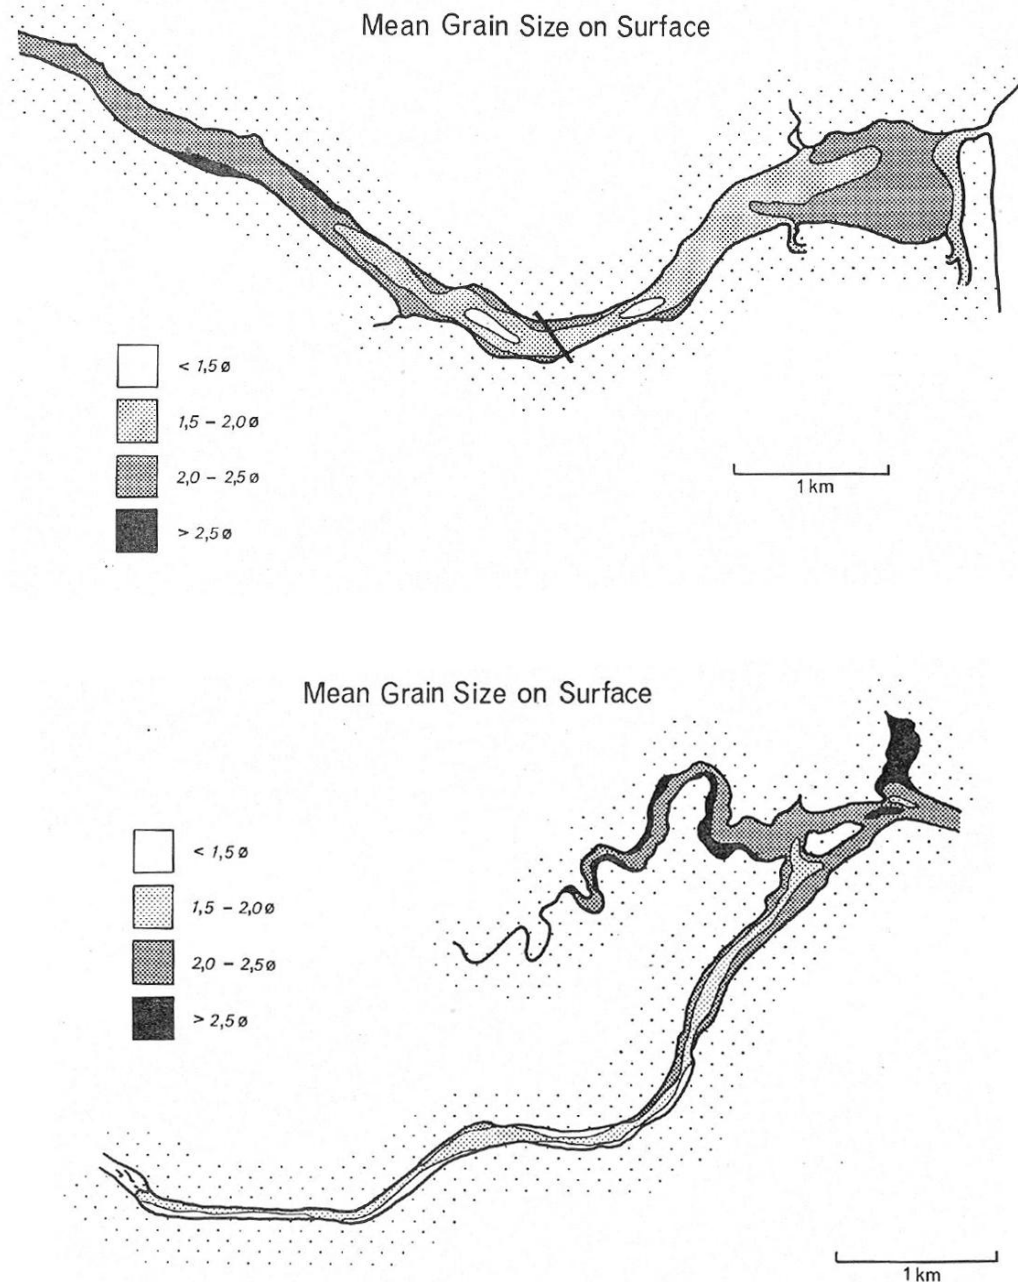 Mean Grain Size on Surface
< 1,5 ø
1,5 – 2,0 ø
2,0 – 2,5 ø
> 2,5 ø
1 km
Mean Grain Size on Surface
< 1,5 ø
1,5 – 2,0 ø
2,0 – 2,5 ø
> 2,5 ø
1 km